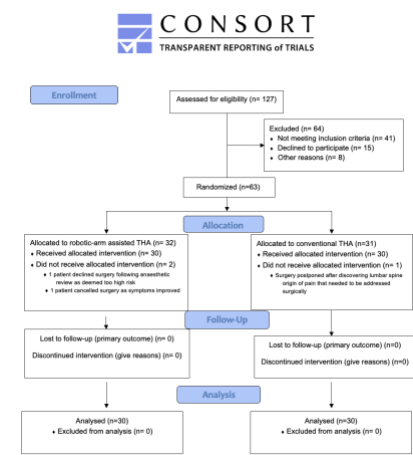 CONSORT
TRANSPARENT REPORTING of TRIALS
Enrollment
Assessed for eligibility (n= 127)
Excluded (n= 64)
♦ Not meeting inclusion criteria (n= 41)
♦ Declined to participate (n= 15)
♦ Other reasons (n= 8)
Randomized (n=63)
Allocation
Allocated to robotic-arm assisted THA (n= 32)
♦ Received allocated intervention (n= 30)
♦ Did not receive allocated intervention (n= 2)
♦ 1 patient declined surgery following anaesthetic
review as deemed too high risk
♦ 1 patient cancelled surgery as symptoms improved
Allocated to conventional THA (n=31)
♦ Received allocated intervention (n= 30)
♦ Did not receive allocated intervention (n= 1)
♦ Surgery postponed after discovering lumbar spine
origin of pain that needed to be addressed
surgically
Follow-Up
Lost to follow-up (primary outcome) (n= 0)
Discontinued intervention (give reasons) (n= 0)
Lost to follow-up (primary outcome) (n=0)
Discontinued intervention (give reasons) (n=0)
Analysis
Analysed (n=30)
♦ Excluded from analysis (n= 0)
Analysed (n=30)
♦ Excluded from analysis (n= 0)